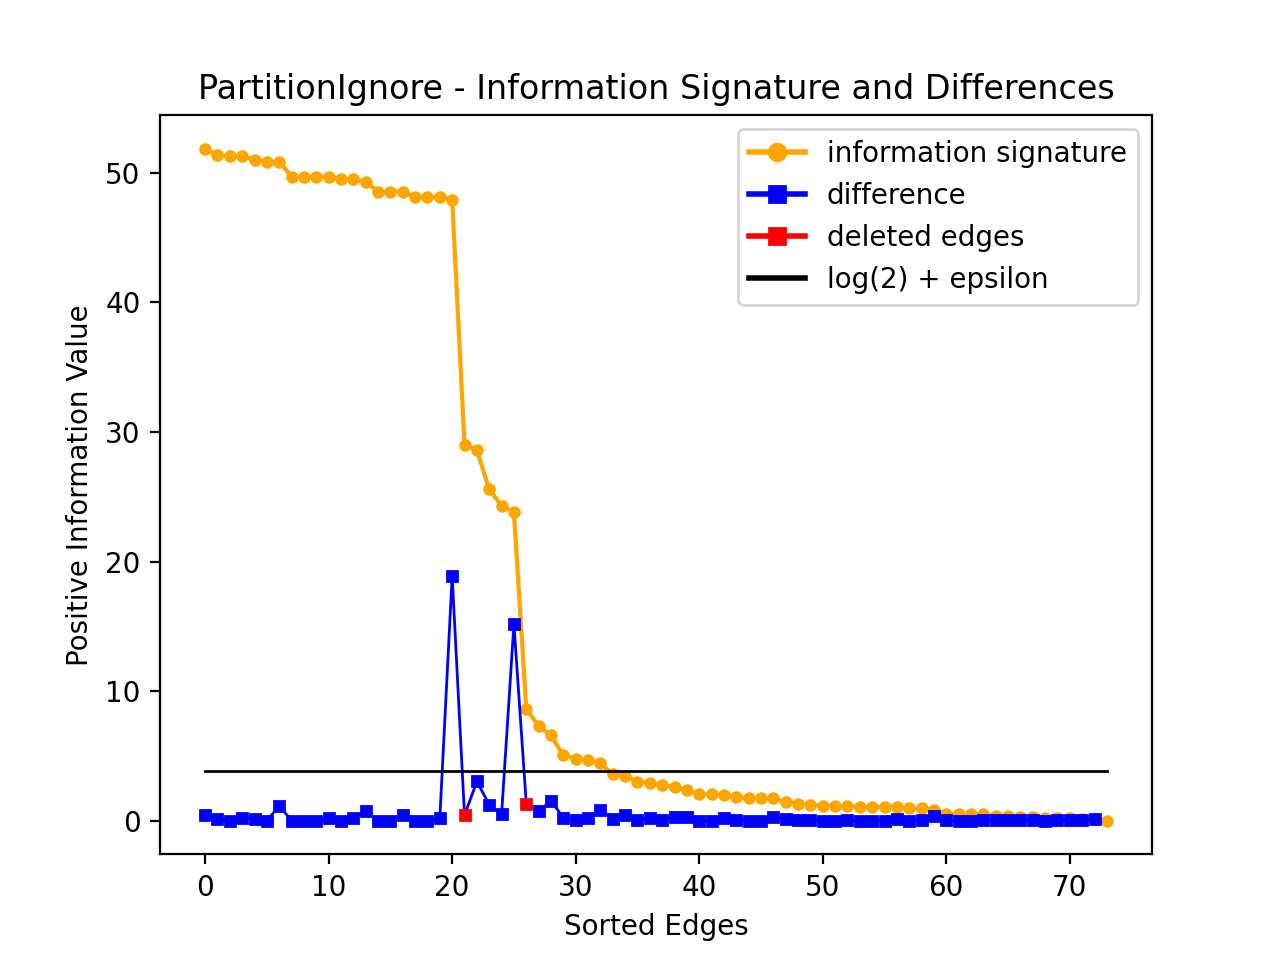 PartitionIgnore - Information Signature and Differences
information signature
difference
deleted edges
log(2) + epsilon
Positive Information Value
50
40
30
20
10
0
0 10 20 30 40 50 60 70
Sorted Edges